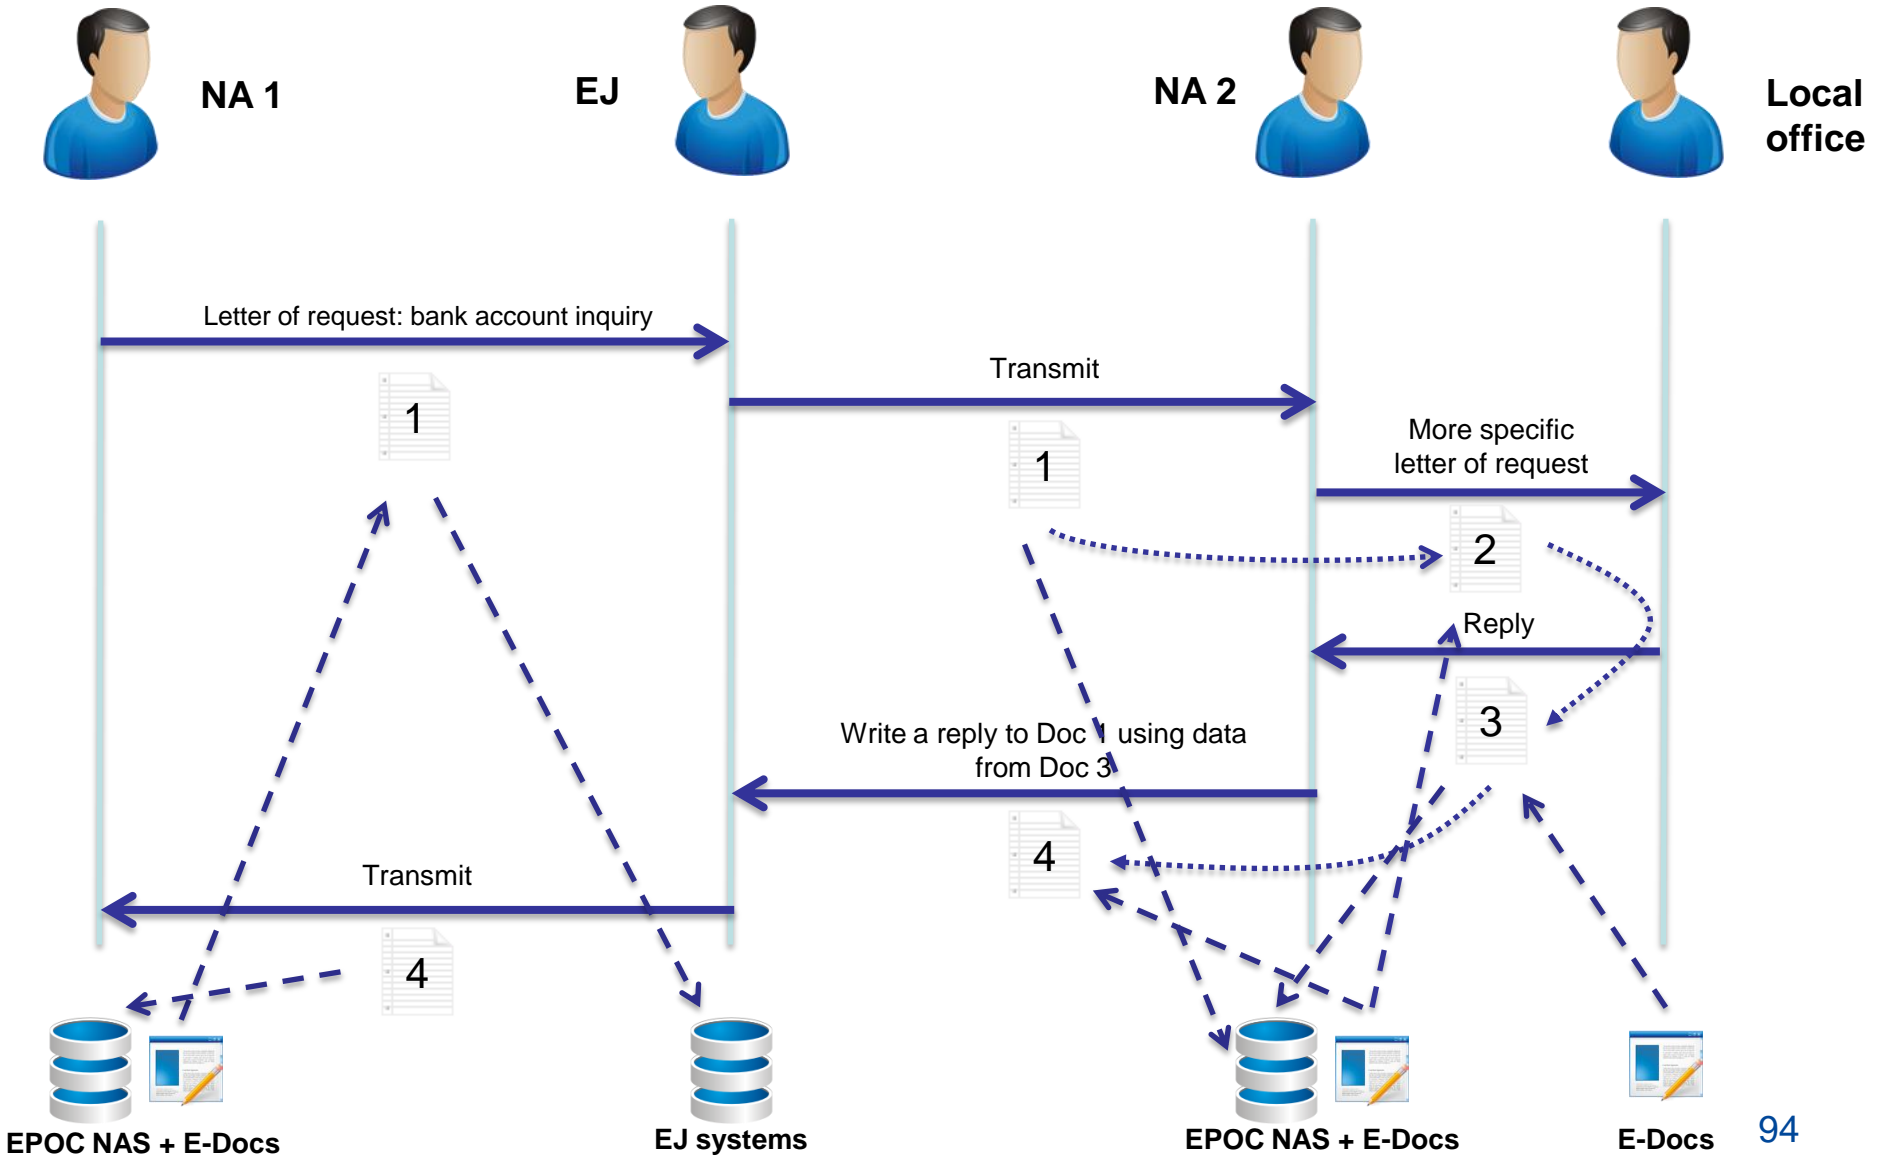 NA 1
EJ
NA 2
Local
office
Letter of request: bank account inquiry
1
Transmit
1
More specific
letter of request
2
Reply
3
Write a reply to Doc 1 using data
from Doc 3
4
Transmit
4
EPOC NAS + E-Docs
EJ systems
EPOC NAS + E-Docs
E-Docs
94